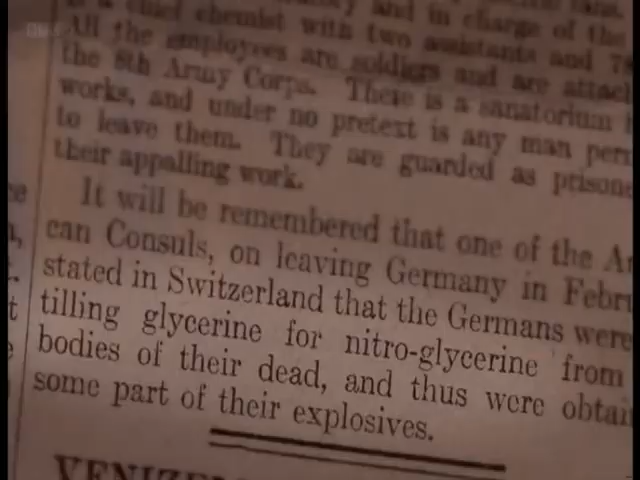 BBC
a chief chemist with two assistants and 78
All the employees are soldiers and are attac
the 8th Army Corps. There is a sanatorium
works, and under no pretext is any man per
to leave them. They are guarded as prisone
their appalling work.
It will be remembered that one of the A
can Consuls, on leaving Germany in Febr
stated in Switzerland that the Germans were
tilling glycerine for nitro-glycerine from
bodies of their dead, and thus were obtai
some part of their explosives.
VENIZE